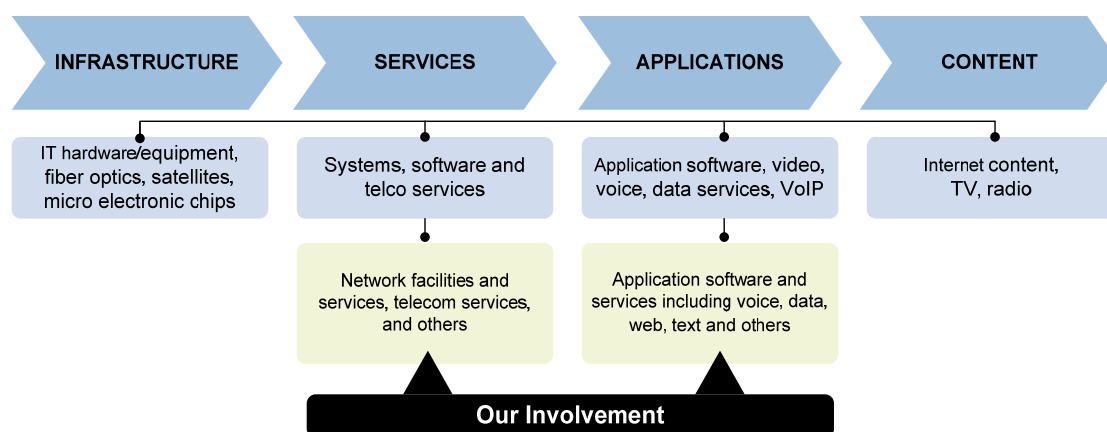 INFRASTRUCTURE
SERVICES
APPLICATIONS
CONTENT
IT hardware/equipment,
fiber optics, satellites,
micro electronic chips
Systems, software and
telco services
Application software, video,
voice, data services, VoIP
Internet content,
TV, radio
Network facilities and
services, telecom services,
and others
Application software and
services including voice, data,
web, text and others
Our Involvement